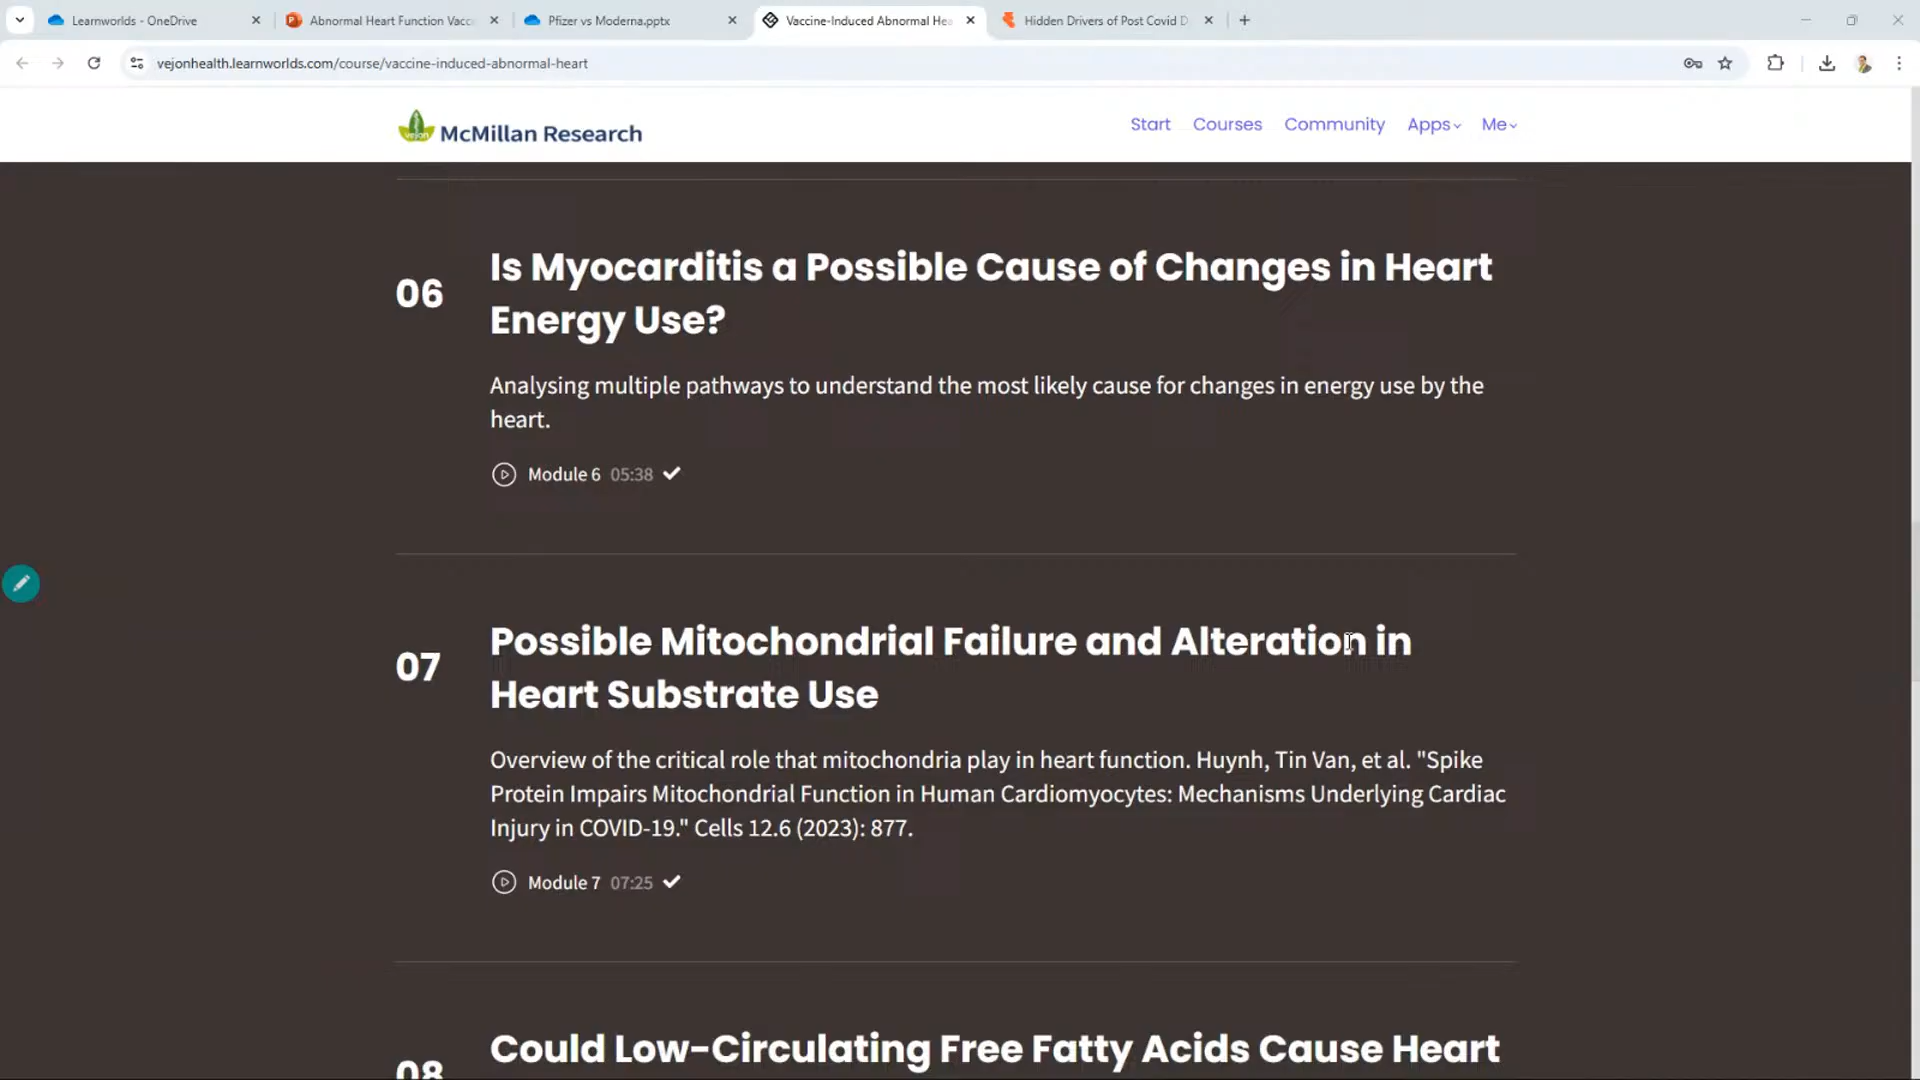 Learnworlds - OneDrive
Abnormal Heart Function Vacc
Pfizer vs Moderna.pptx
Vaccine-Induced Abnormal Hea
Hidden Drivers of Post Covid D
vejonhealth.learnworlds.com/course/vaccine-induced-abnormal-heart
vejon
McMillan Research
Start Courses Community Apps Me
06
Is Myocarditis a Possible Cause of Changes in Heart
Energy Use?
Analysing multiple pathways to understand the most likely cause for changes in energy use by the
heart.
Module 6 05:38
07
Possible Mitochondrial Failure and Alteration in
Heart Substrate Use
Overview of the critical role that mitochondria play in heart function. Huynh, Tin Van, et al. "Spike
Protein Impairs Mitochondrial Function in Human Cardiomyocytes: Mechanisms Underlying Cardiac
Injury in COVID-19." Cells 12.6 (2023): 877.
Module 7 07:25
08
Could Low-Circulating Free Fatty Acids Cause Heart